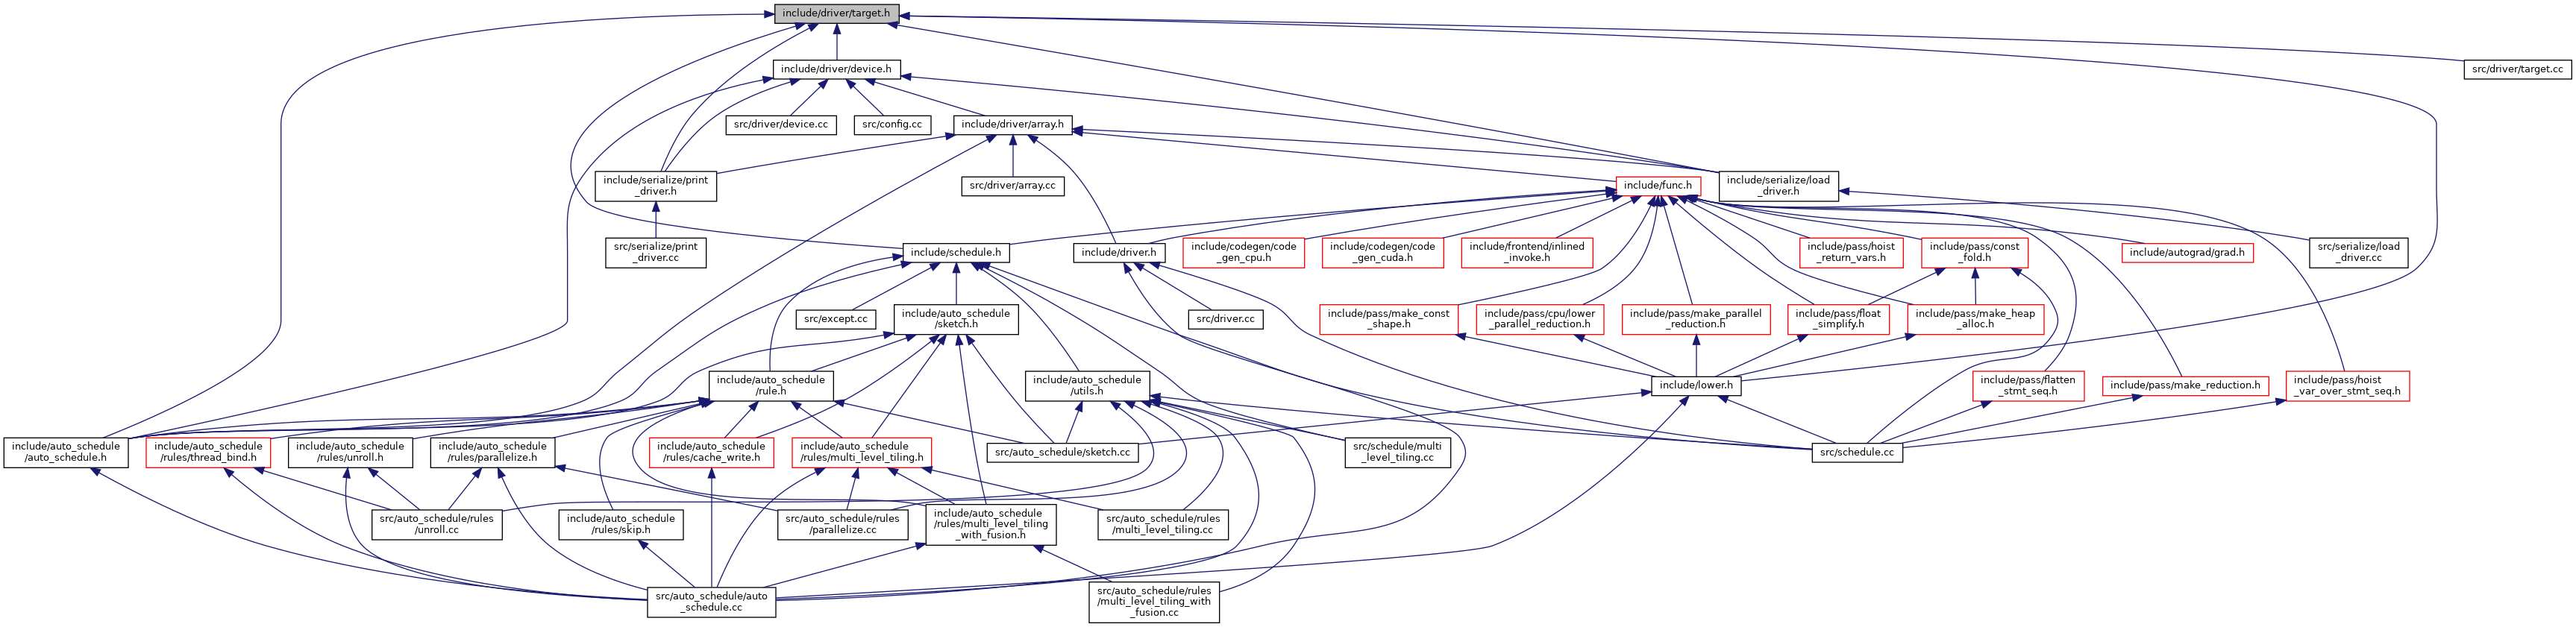 include/driver/target.h
include/driver/device.h
src/driver/target.cc
src/driver/device.cc
src/config.cc
include/driver/array.h
include/serialize/print
_driver.h
src/driver/array.cc
include/func.h
include/serialize/load
_driver.h
src/serialize/print
_driver.cc
include/schedule.h
include/driver.h
include/codegen/code
_gen_cpu.h
include/codegen/code
_gen_cuda.h
include/frontend/inlined
_invoke.h
include/pass/hoist
_return_vars.h
include/pass/const
_fold.h
include/autograd/grad.h
src/serialize/load
_driver.cc
src/except.cc
include/auto_schedule
/sketch.h
src/driver.cc
include/pass/make_const
_shape.h
include/pass/cpu/lower
_parallel_reduction.h
include/pass/make_parallel
_reduction.h
include/pass/float
_simplify.h
include/pass/make_heap
_alloc.h
include/auto_schedule
/rule.h
include/auto_schedule
/utils.h
include/lower.h
include/pass/flatten
_stmt_seq.h
include/pass/make_reduction.h
include/pass/hoist
_var_over_stmt_seq.h
include/auto_schedule
/auto_schedule.h
include/auto_schedule
/rules/thread_bind.h
include/auto_schedule
/rules/unroll.h
include/auto_schedule
/rules/parallelize.h
include/auto_schedule
/rules/cache_write.h
include/auto_schedule
/rules/multi_level_tiling.h
src/auto_schedule/sketch.cc
src/schedule/multi
_level_tiling.cc
src/schedule.cc
src/auto_schedule/rules
/unroll.cc
include/auto_schedule
/rules/skip.h
src/auto_schedule/rules
/parallelize.cc
include/auto_schedule
/rules/multi_level_tiling
_with_fusion.h
src/auto_schedule/rules
/multi_level_tiling.cc
src/auto_schedule/auto
_schedule.cc
src/auto_schedule/rules
/multi_level_tiling_with
_fusion.cc